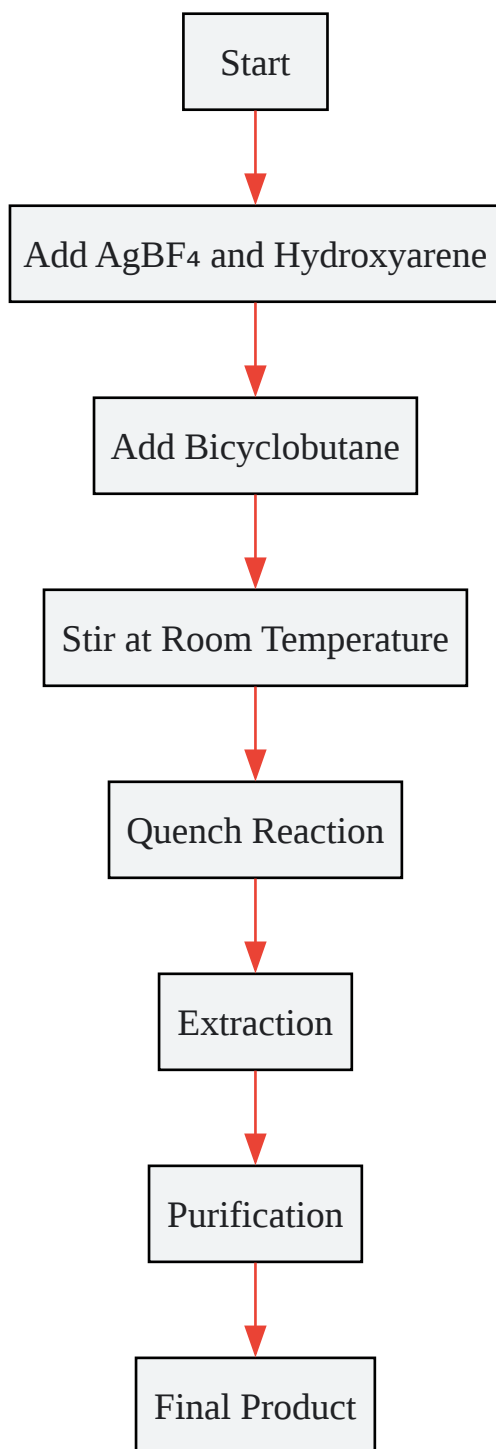 Start
Add AgBF₄ and Hydroxyarene
Add Bicyclobutane
Stir at Room Temperature
Quench Reaction
Extraction
Purification
Final Product